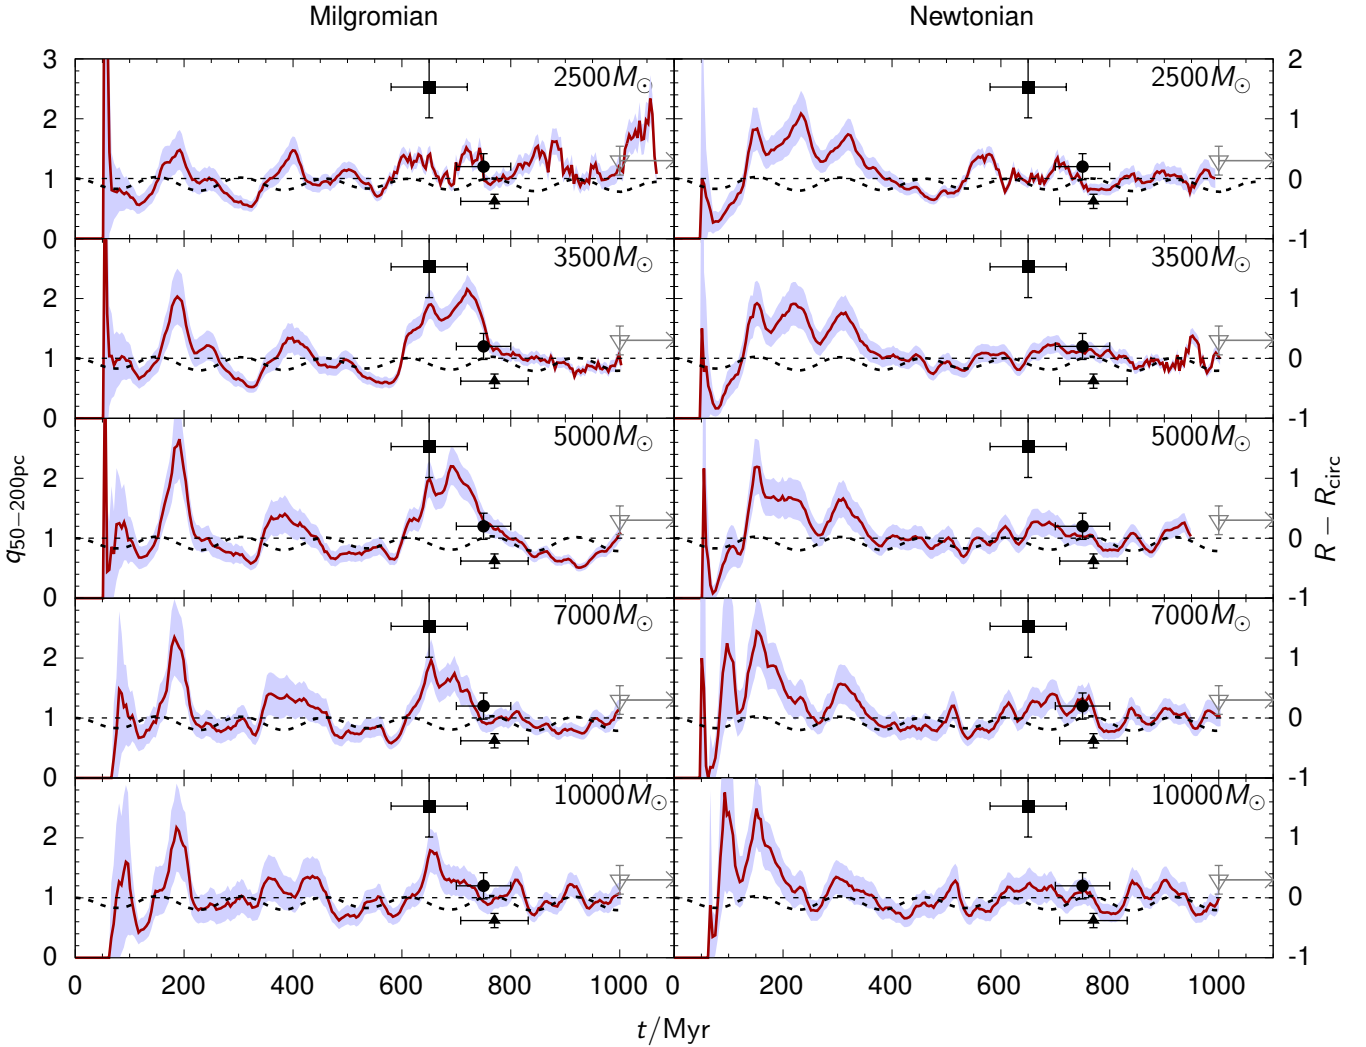 Milgromian Newtonian
3 2500M☉ 2500M☉ 2
2 1
1 0
0 3500M☉ 3500M☉ -1
2 1
1 0
0 5000M☉ 5000M☉ -1
q50−200pc R − Rcirc
2 1
1 0
0 7000M☉ 7000M☉ -1
2 1
1 0
0 10000M☉ 10000M☉ -1
2 1
1 0
0 -1
0 200 400 600 800 1000 200 400 600 800 1000
t/Myr